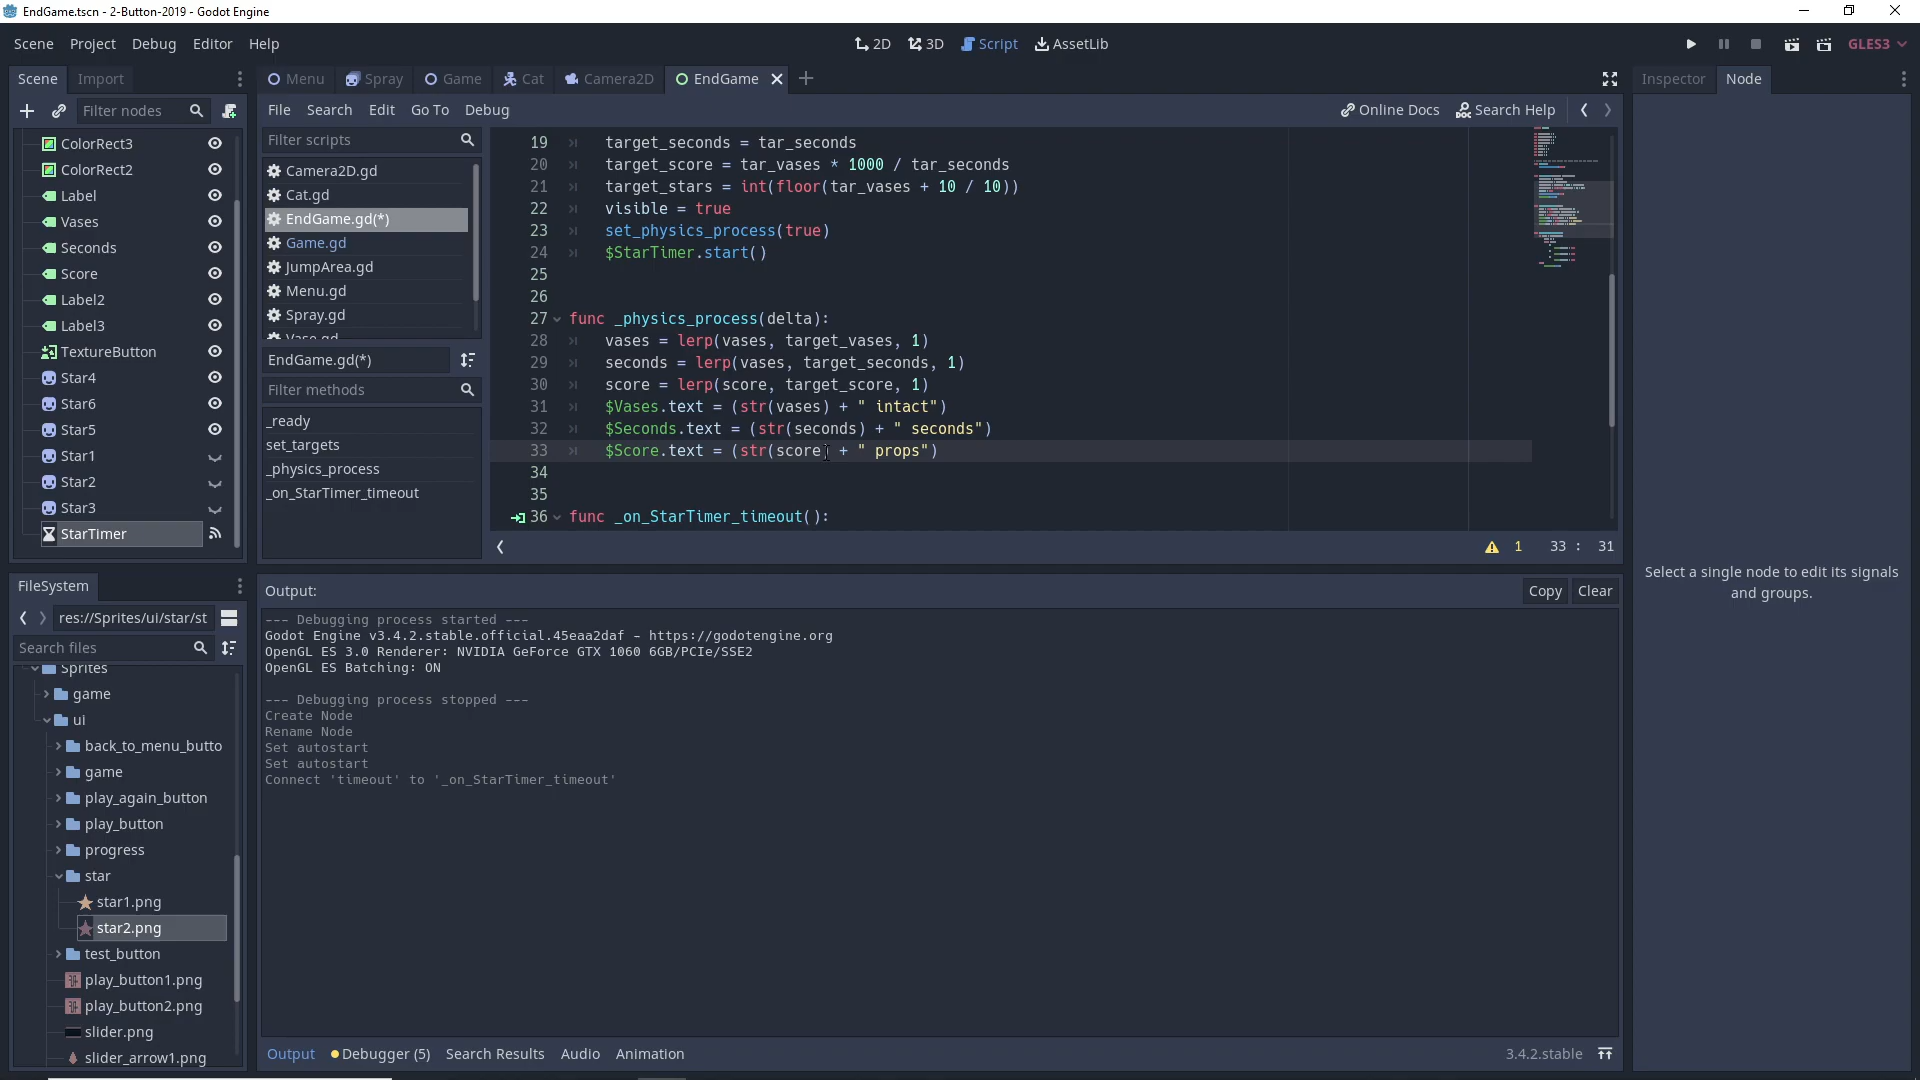 EndGame.tscn - 2-Button-2019 - Godot Engine
Scene Project Debug Editor Help
2D 3D Script AssetLib
GLES3
Scene Import
Menu Spray Game Cat Camera2D EndGame
Inspector Node
Filter nodes
File Search Edit Go To Debug
Online Docs Search Help
ColorRect3
ColorRect2
Label
Vases
Seconds
Score
Label2
Label3
TextureButton
Star4
Star6
Star5
Star1
Star2
Star3
StarTimer
Filter scripts
Camera2D.gd
Cat.gd
EndGame.gd(*)
Game.gd
JumpArea.gd
Menu.gd
Spray.gd
Vase.gd
EndGame.gd(*)
Filter methods
_ready
set_targets
_physics_process
_on_StarTimer_timeout
19 target_seconds = tar_seconds
20 target_score = tar_vases * 1000 / tar_seconds
21 target_stars = int(floor(tar_vases + 10 / 10))
22 visible = true
23 set_physics_process(true)
24 $StarTimer.start()
25
26
27 func _physics_process(delta):
28 vases = lerp(vases, target_vases, 1)
29 seconds = lerp(vases, target_seconds, 1)
30 score = lerp(score, target_score, 1)
31 $Vases.text = (str(vases) + " intact")
32 $Seconds.text = (str(seconds) + " seconds")
33 $Score.text = (str(score) + " props")
34
35
36 func _on_StarTimer_timeout():
1 33 : 31
Select a single node to edit its signals
and groups.
FileSystem
res://Sprites/ui/star/st
Search files
Sprites
game
ui
back_to_menu_butto
game
play_again_button
play_button
progress
star
star1.png
star2.png
test_button
play_button1.png
play_button2.png
slider.png
slider_arrow1.png
Output:
Copy Clear
--- Debugging process started ---
Godot Engine v3.4.2.stable.official.45eaa2daf - https://godotengine.org
OpenGL ES 3.0 Renderer: NVIDIA GeForce GTX 1060 6GB/PCIe/SSE2
OpenGL ES Batching: ON
--- Debugging process stopped ---
Create Node
Rename Node
Set autostart
Set autostart
Connect 'timeout' to '_on_StarTimer_timeout'
Output Debugger (5) Search Results Audio Animation
3.4.2.stable